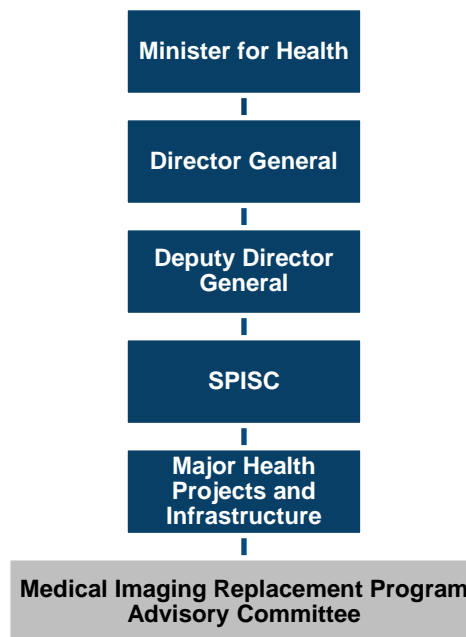 Minister for Health
Director General
Deputy Director
General
SPISC
Major Health
Projects and
Infrastructure
Medical Imaging Replacement Program
Advisory Committee